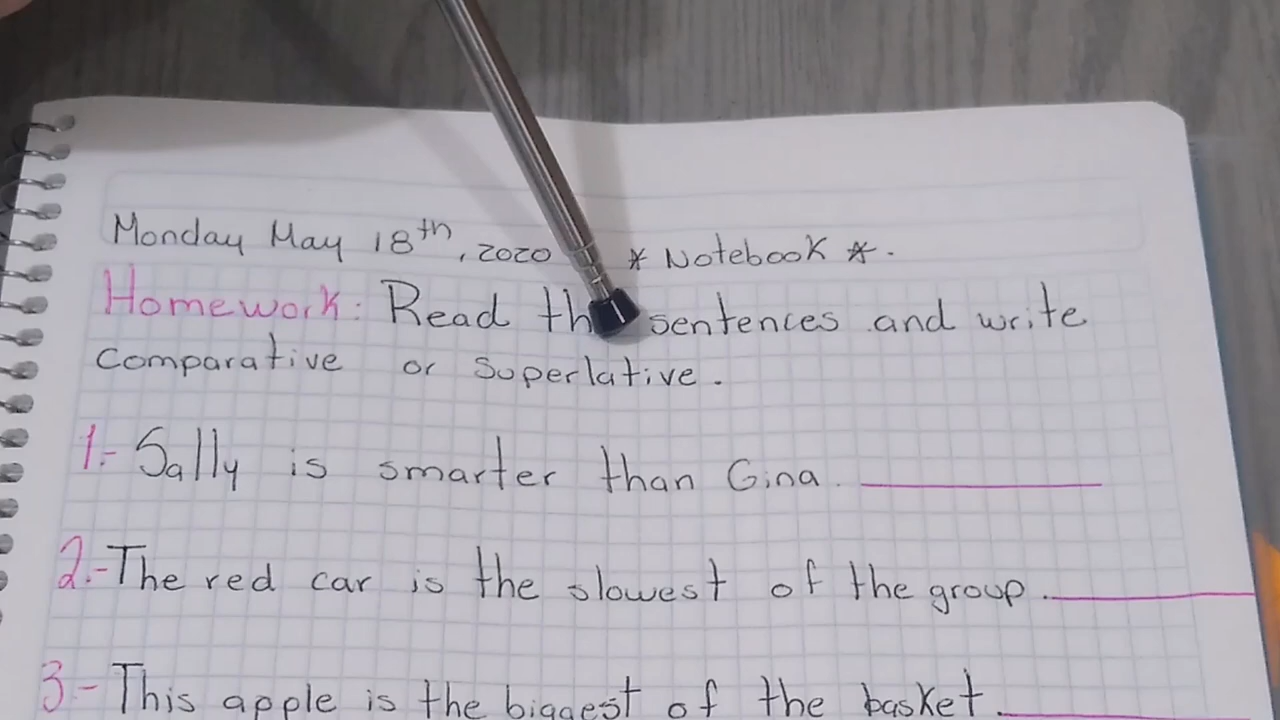 Monday May 18th, 2020 * Notebook *.
Homework: Read sentences and write
comparative or superlative.
1.- Sally is smarter than Gina.
2.- The red car is the slowest of the group.
3- This apple is the biggest of the basket.